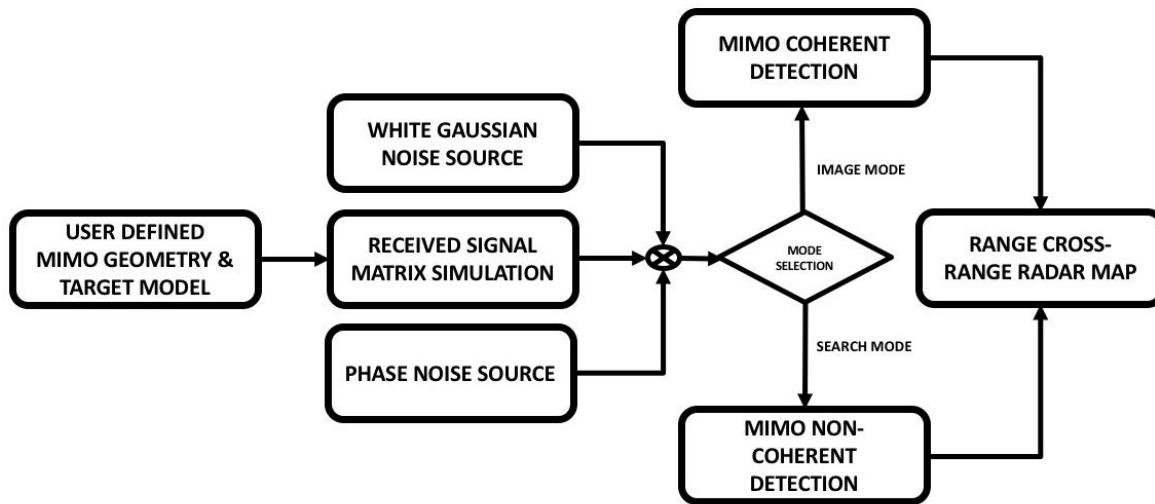 MIMO COHERENT
DETECTION
WHITE GAUSSIAN
NOISE SOURCE
IMAGE MODE
USER DEFINED
MIMO GEOMETRY &
TARGET MODEL
RECEIVED SIGNAL
MATRIX SIMULATION
MODE
SELECTION
RANGE CROSS-
RANGE RADAR MAP
PHASE NOISE SOURCE
SEARCH MODE
MIMO NON-
COHERENT
DETECTION